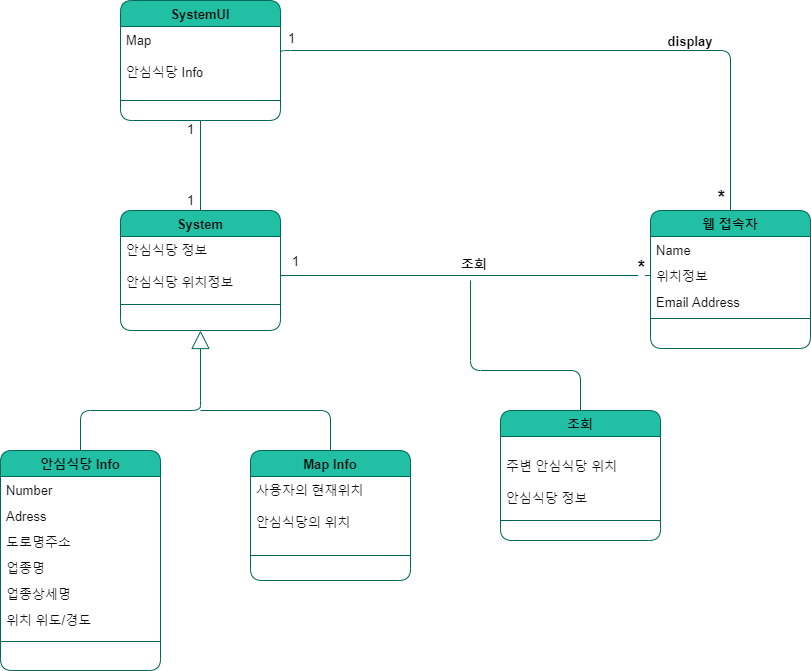 SystemUI
Map
안심식당 Info
1
display
1
*
1
System
안심식당 정보
안심식당 위치정보
1
조회
*
웹 접속자
Name
위치정보
Email Address
안심식당 Info
Number
Adress
도로명주소
업종명
업종상세명
위치 위도/경도
Map Info
사용자의 현재위치
안심식당의 위치
조회
주변 안심식당 위치
안심식당 정보